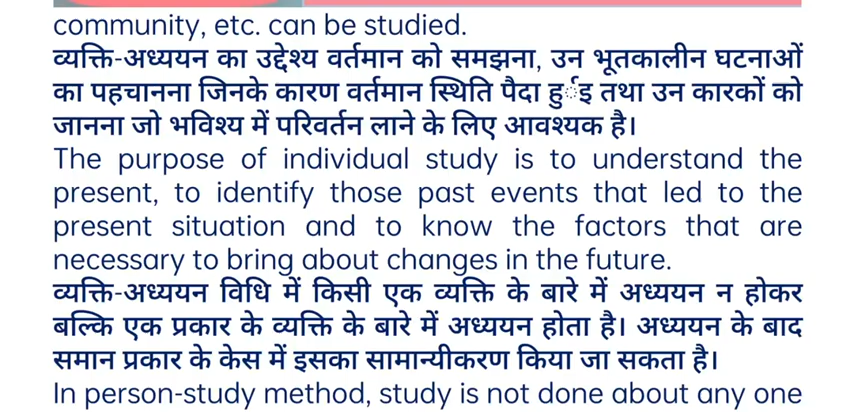 community, etc. can be studied.
व्यक्ति-अध्ययन का उद्देश्य वर्तमान को समझना, उन भूतकालीन घटनाओं
का पहचानना जिनके कारण वर्तमान स्थिति पैदा हुर्इ तथा उन कारकों को
जानना जो भविश्य में परिवर्तन लाने के लिए आवश्यक है।
The purpose of individual study is to understand the
present, to identify those past events that led to the
present situation and to know the factors that are
necessary to bring about changes in the future.
व्यक्ति-अध्ययन विधि में किसी एक व्यक्ति के बारे में अध्ययन न होकर
बल्कि एक प्रकार के व्यक्ति के बारे में अध्ययन होता है। अध्ययन के बाद
समान प्रकार के केस में इसका सामान्यीकरण किया जा सकता है।
In person-study method, study is not done about any one